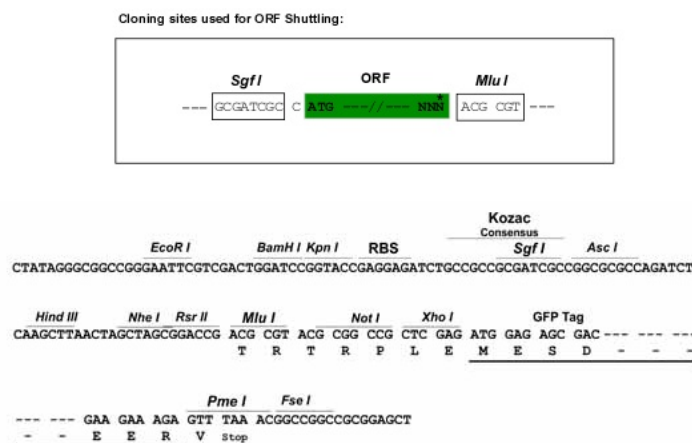 Cloning sites used for ORF Shuttling:
Sgf I ORF Mlu I
--- GCGATCGC C ATG ---//--- NNN* ACG CGT ---
Kozac
Consensus
EcoR I BamH I Kpn I RBS Sgf I Asc I
CTATAGGGCGGCCGGGAATTCGTCGACTGGATCCGGTACCGAGGAGATCTGCCGCCGCGATCGCCGGCGCGCCAGATCT
Hind III Nhe I Rsr II Mlu I Not I Xho I GFP Tag
CAAGCTTAACTAGCTAGCGGACCG ACG CGT ACG CGG CCG CTC GAG ATG GAG AGC GAC--- --- ---
T R T R P L E M E S D - - -
Pme I Fse I
--- --- GAA GAA AGA GTT TAA ACGGCCGGCCGCGGAGCT
- - E E R V Stop